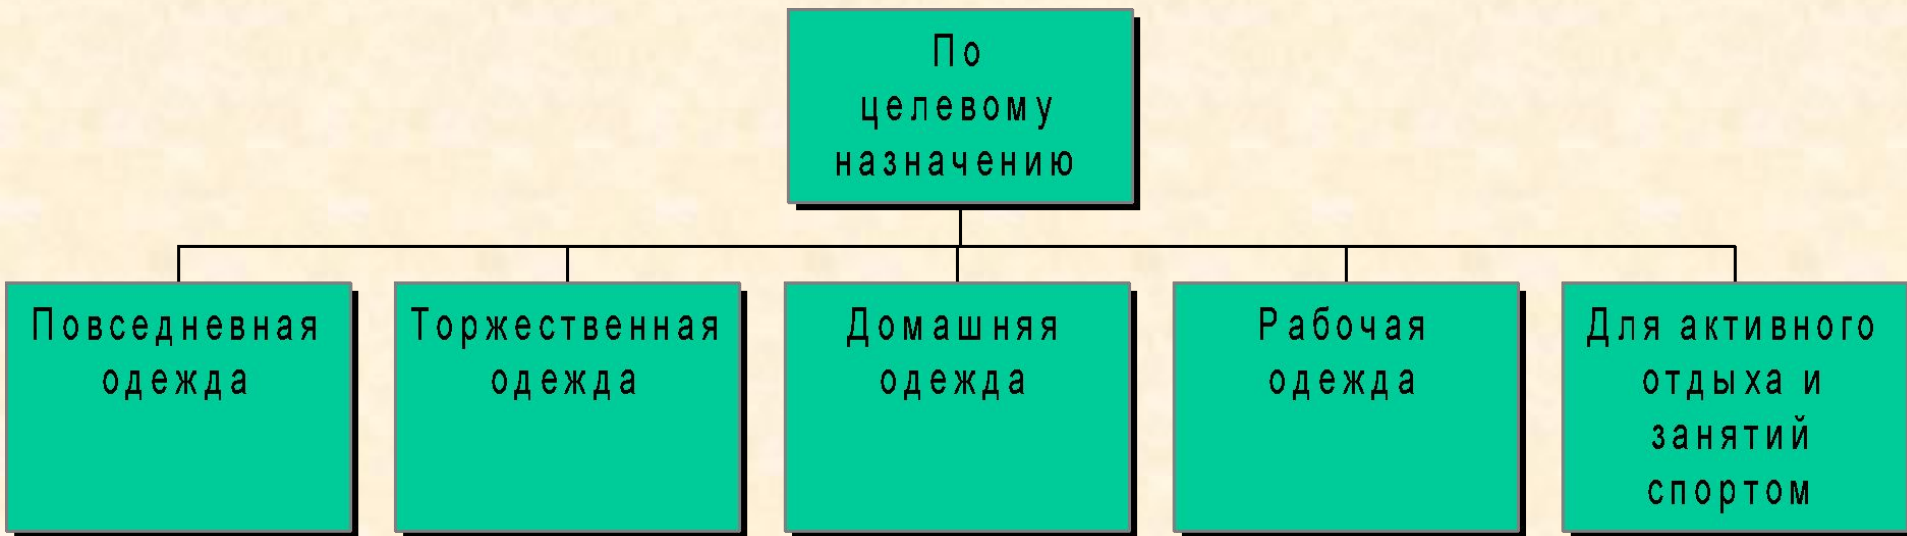 По
целевому
назначению
Повседневная
одежда
Торжественная
одежда
Домашняя
одежда
Рабочая
одежда
Для активного
отдыха и
занятий
спортом